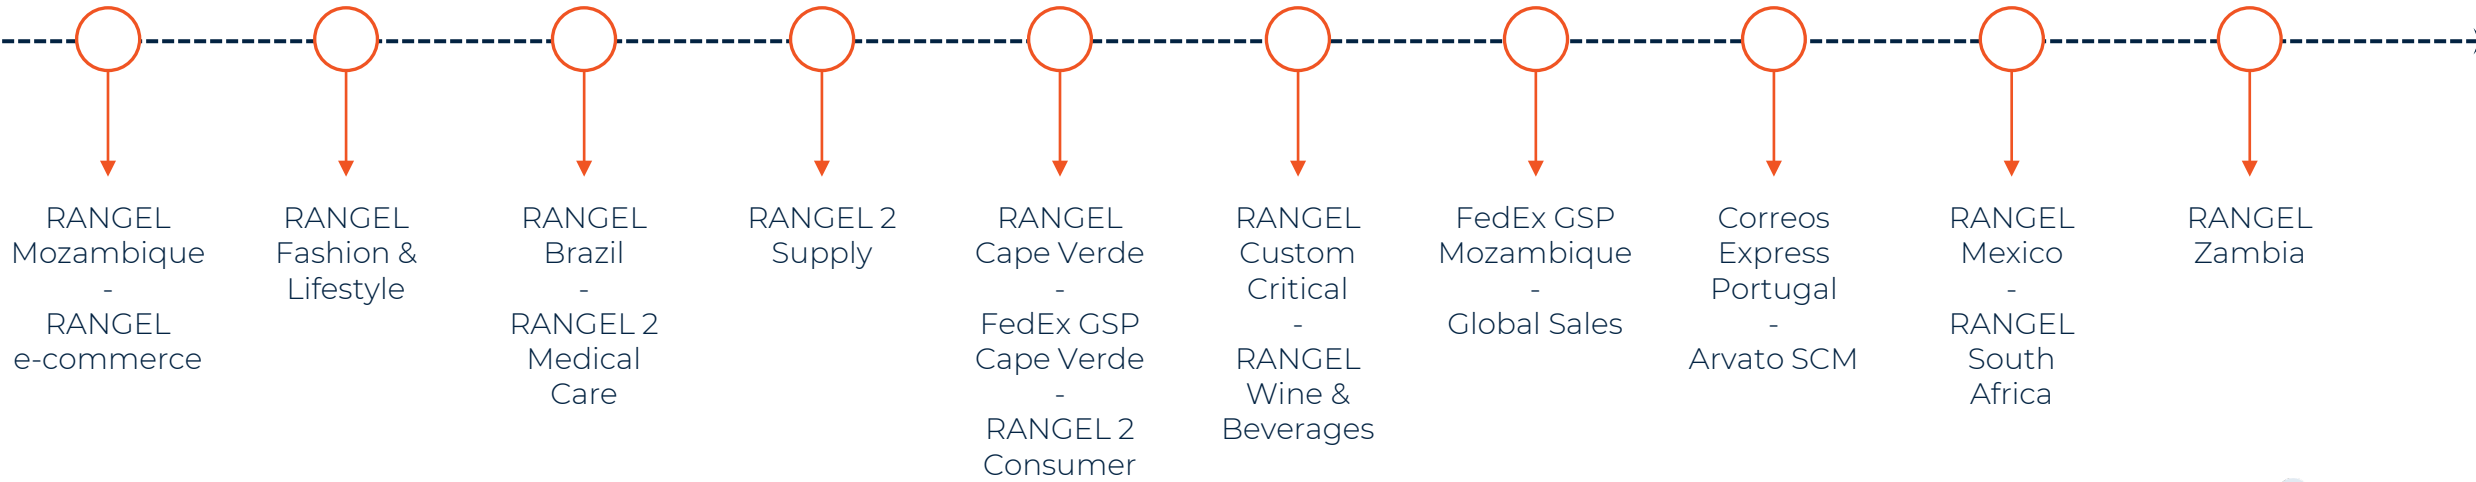 RANGEL
Mozambique
-
RANGEL
e-commerce
RANGEL
Fashion &
Lifestyle
RANGEL
Brazil
-
RANGEL 2
Medical
Care
RANGEL 2
Supply
RANGEL
Cape Verde
-
FedEx GSP
Cape Verde
-
RANGEL 2
Consumer
RANGEL
Custom
Critical
-
RANGEL
Wine &
Beverages
FedEx GSP
Mozambique
-
Global Sales
Correos
Express
Portugal
-
Arvato SCM
RANGEL
Mexico
-
RANGEL
South
Africa
RANGEL
Zambia